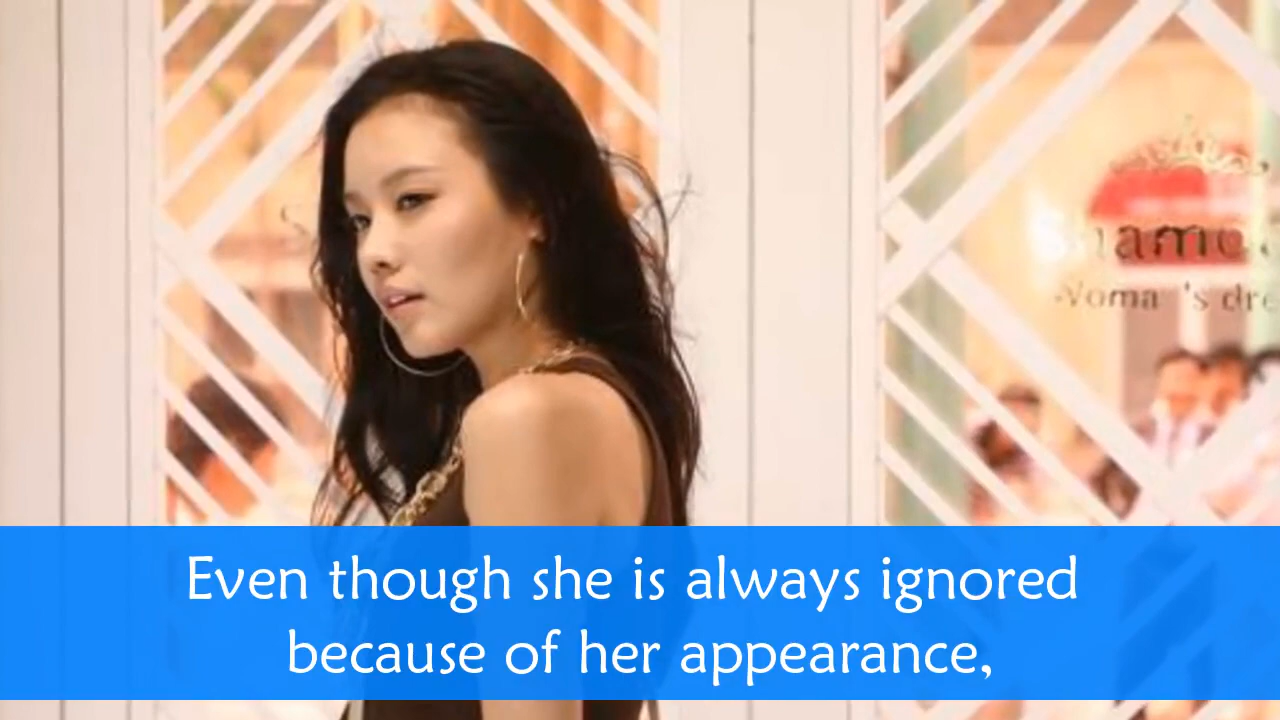 Even though she is always ignored
because of her appearance,